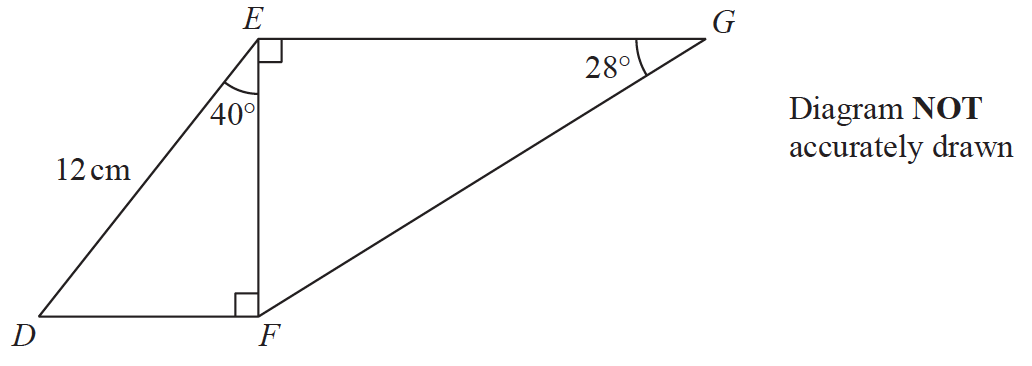 E
G
28°
40°
Diagram NOT
accurately drawn
12 cm
D
F